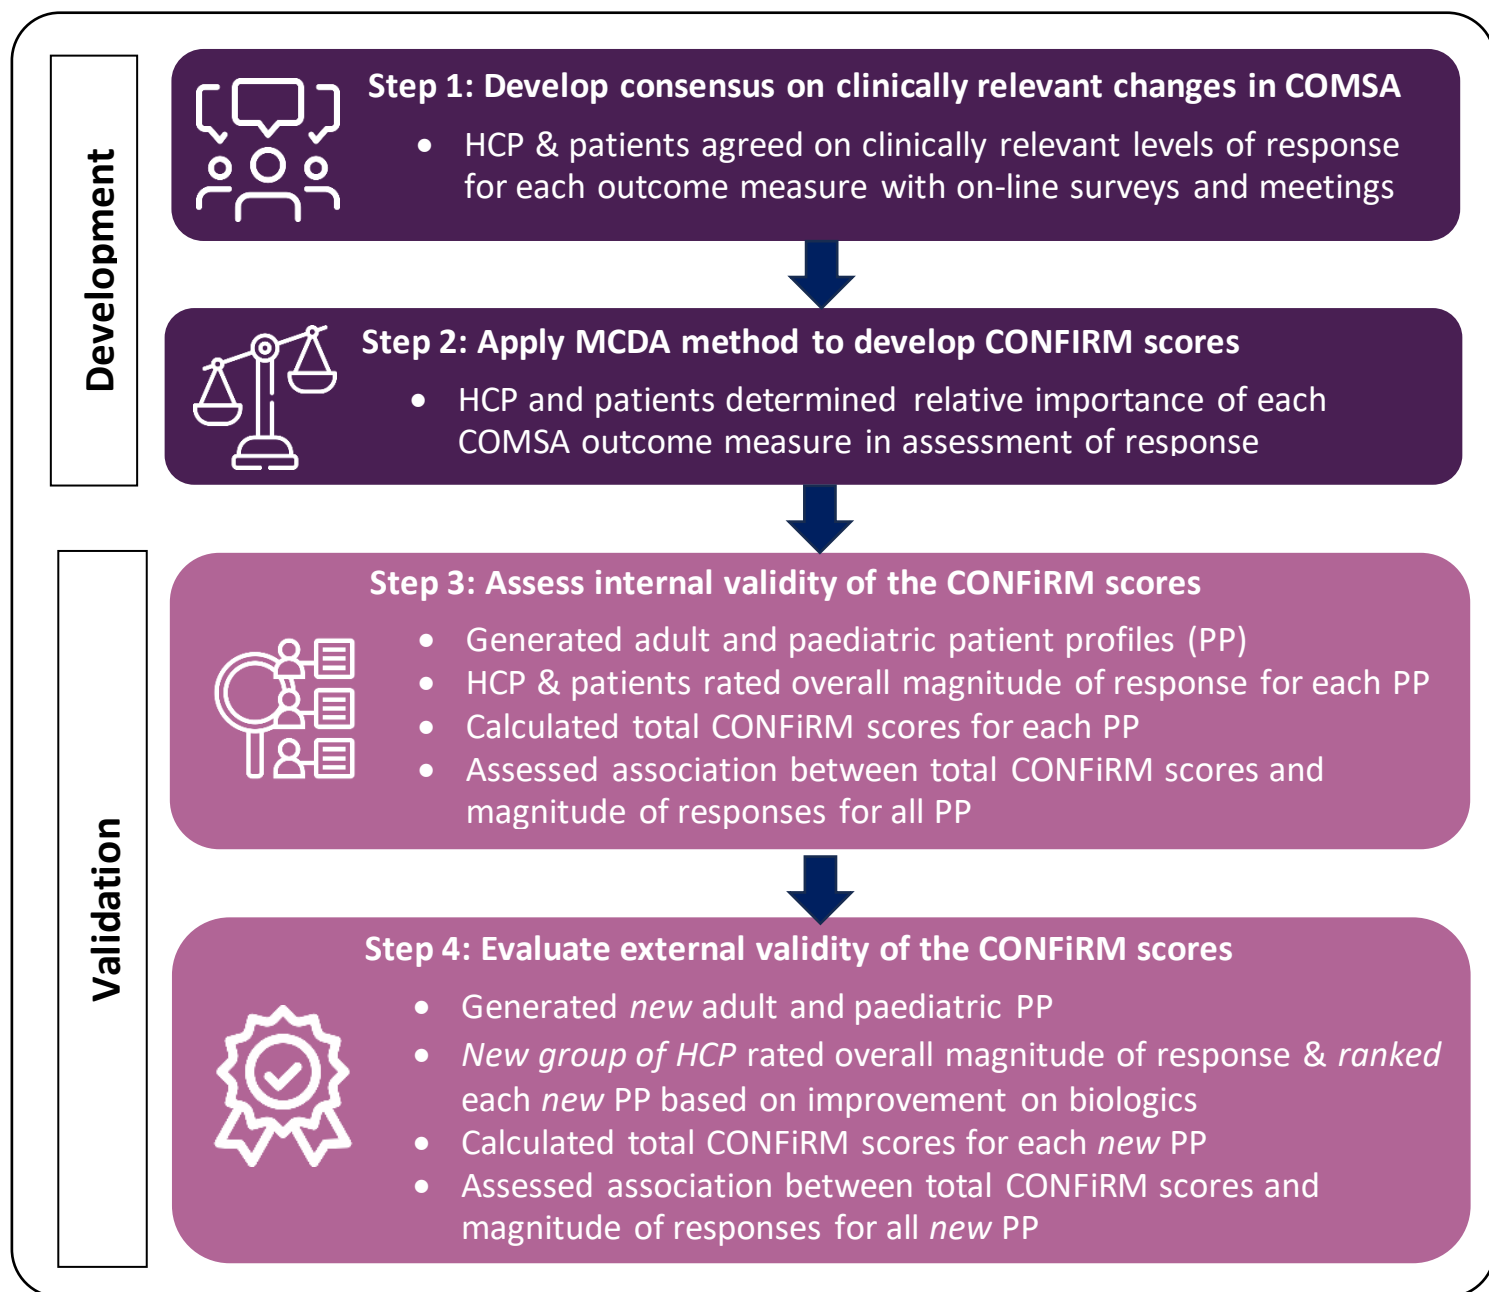 Development
Step 1: Develop consensus on clinically relevant changes in COMSA
• HCP & patients agreed on clinically relevant levels of response
for each outcome measure with on-line surveys and meetings
Step 2: Apply MCDA method to develop CONFIRM scores
• HCP and patients determined relative importance of each
COMSA outcome measure in assessment of response
Validation
Step 3: Assess internal validity of the CONFiRM scores
• Generated adult and paediatric patient profiles (PP)
• HCP & patients rated overall magnitude of response for each PP
• Calculated total CONFiRM scores for each PP
• Assessed association between total CONFiRM scores and
magnitude of responses for all PP
Step 4: Evaluate external validity of the CONFiRM scores
• Generated new adult and paediatric PP
• New group of HCP rated overall magnitude of response & ranked
each new PP based on improvement on biologics
• Calculated total CONFiRM scores for each new PP
• Assessed association between total CONFiRM scores and
magnitude of responses for all new PP